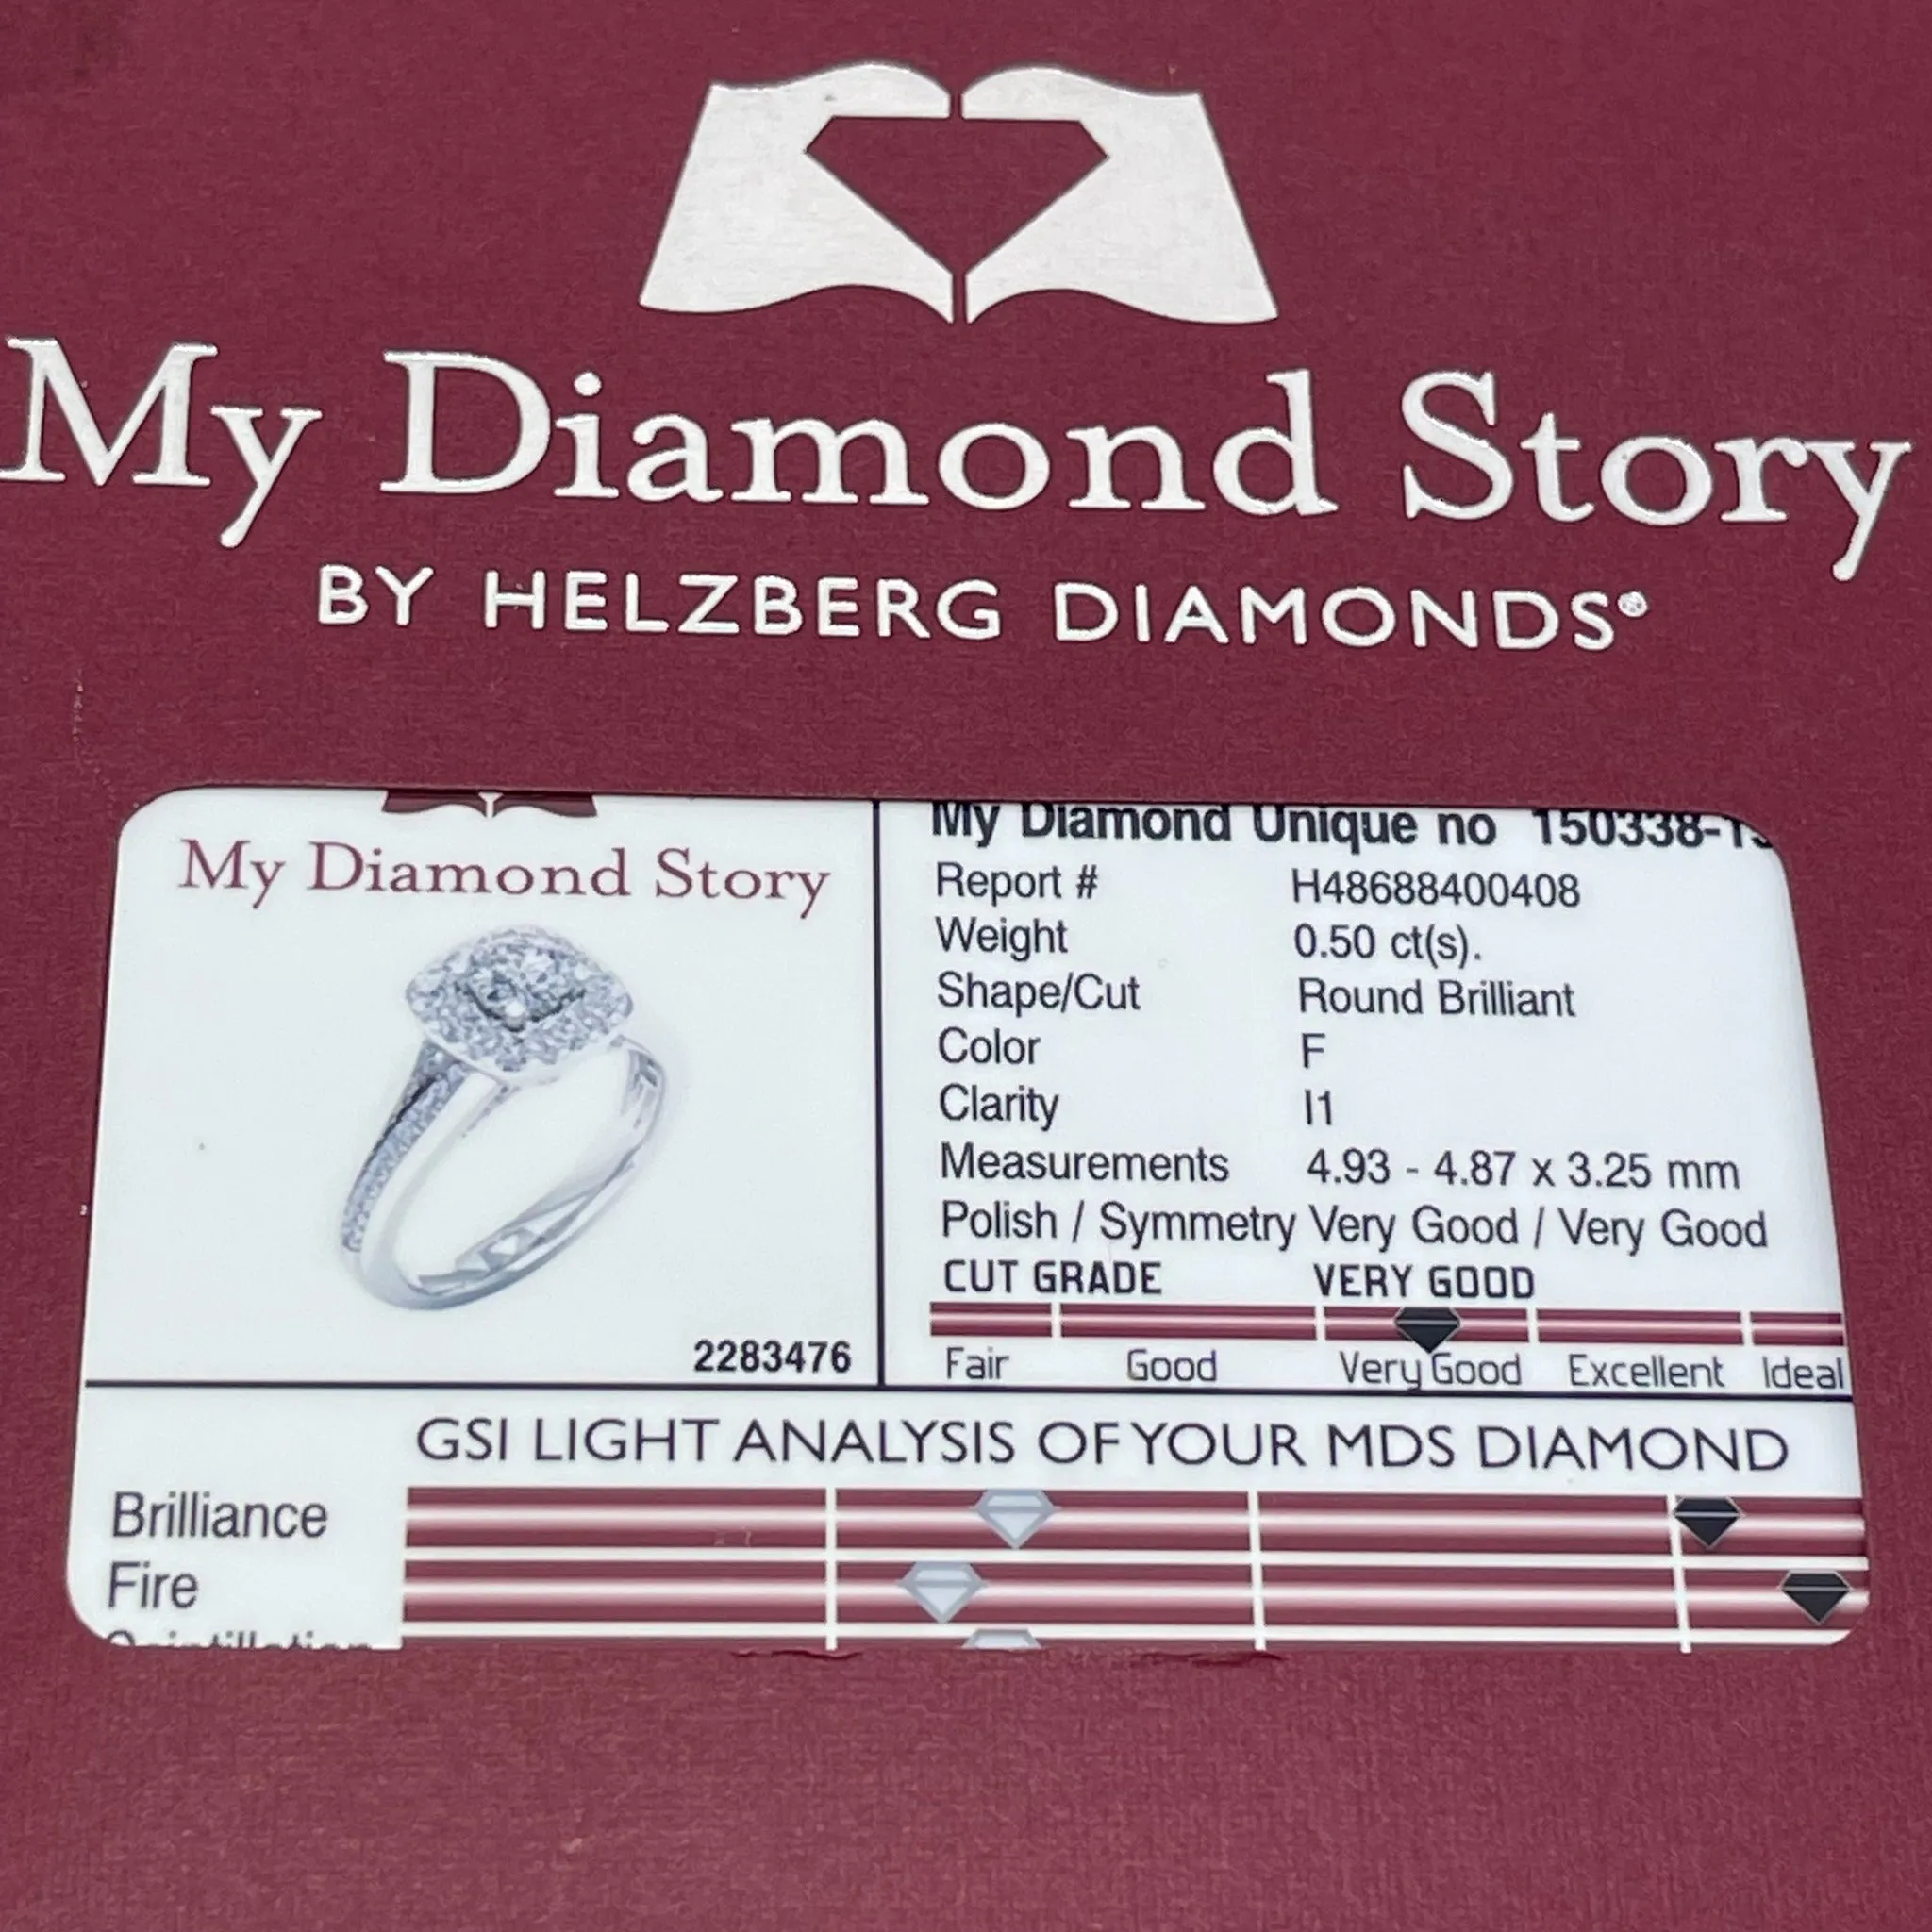 My Diamond Story
BY HELZBERG DIAMONDS®
My Diamond Story
2283476
My Diamond Unique no 150338-
Report # H48688400408
Weight 0.50 ct(s).
Shape/Cut Round Brilliant
Color F
Clarity I1
Measurements 4.93 - 4.87 x 3.25 mm
Polish / Symmetry Very Good / Very Good
CUT GRADE VERY GOOD
Fair Good Very Good Excellent Ideal
GSI LIGHT ANALYSIS OF YOUR MDS DIAMOND
Brilliance
Fire